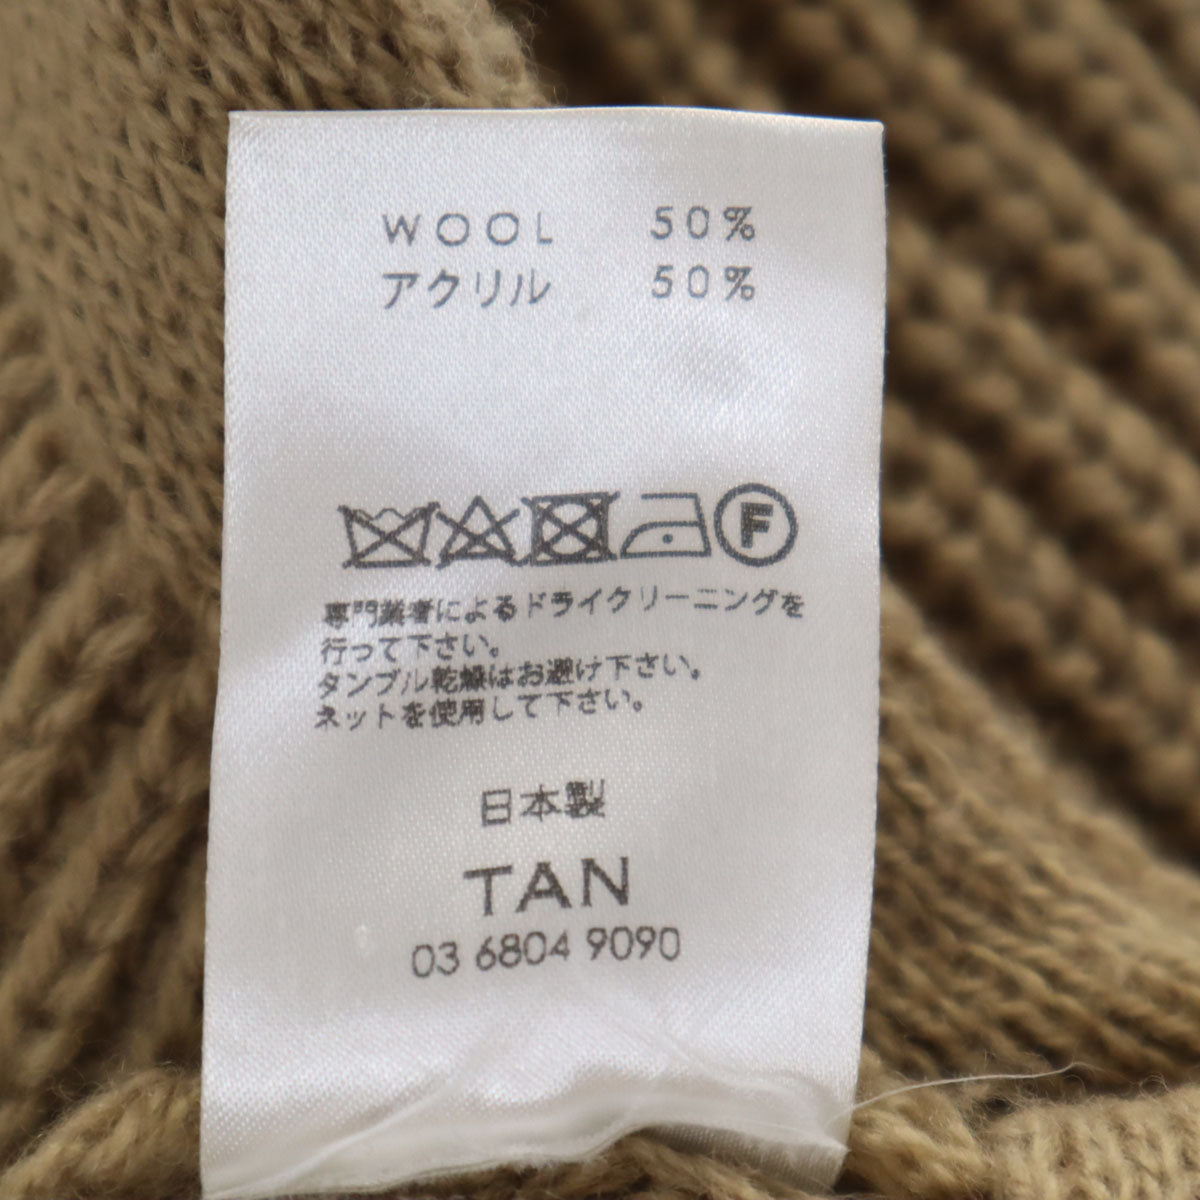 WOOL 50%
アクリル 50%
F
専門業者によるドライクリーニングを
行って下さい。
タンブル乾燥はお避け下さい。
ネットを使用して下さい。
日本製
TAN
03 6804 9090